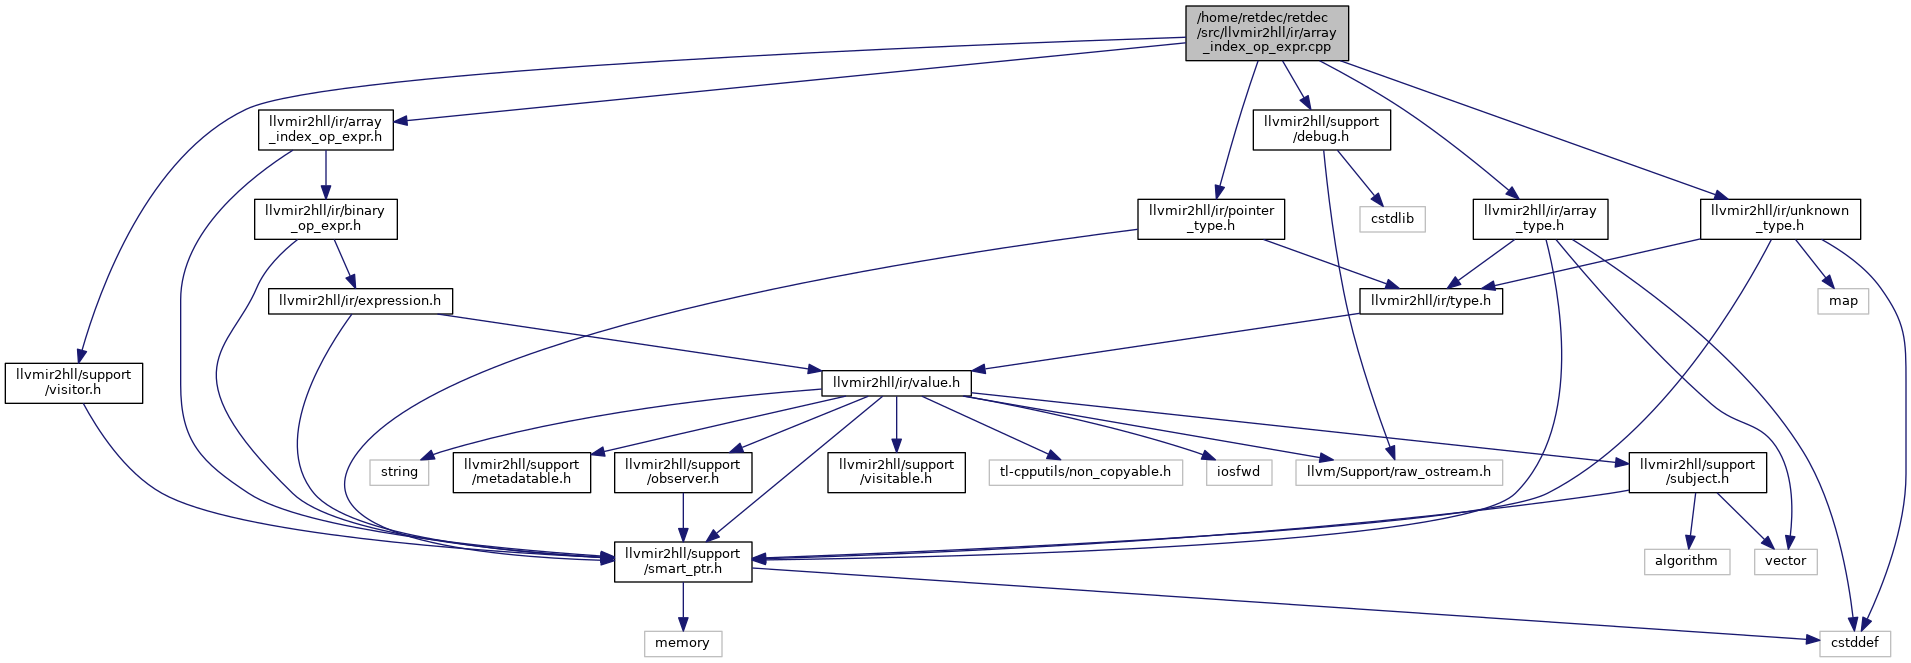 /home/retdec/retdec
/src/llvmir2hll/ir/array
_index_op_expr.cpp
llvmir2hll/ir/array
_index_op_expr.h
llvmir2hll/support
/debug.h
llvmir2hll/ir/binary
_op_expr.h
llvmir2hll/ir/pointer
_type.h
cstdlib
llvmir2hll/ir/array
_type.h
llvmir2hll/ir/unknown
_type.h
llvmir2hll/ir/expression.h
llvmir2hll/ir/type.h
map
llvmir2hll/support
/visitor.h
llvmir2hll/ir/value.h
string
llvmir2hll/support
/metadatable.h
llvmir2hll/support
/observer.h
llvmir2hll/support
/visitable.h
tl-cpputils/non_copyable.h
iosfwd
llvm/Support/raw_ostream.h
llvmir2hll/support
/subject.h
llvmir2hll/support
/smart_ptr.h
algorithm
vector
memory
cstddef